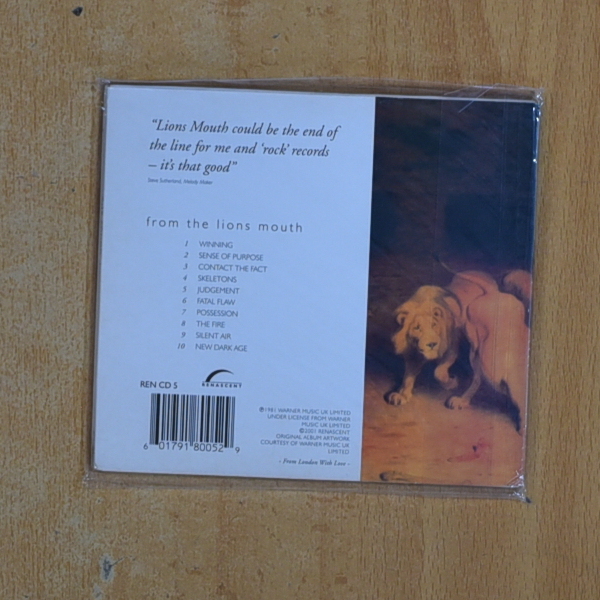 “Lions Mouth could be the end of
the line for me and ‘rock’ records
– it's that good”
Steve Sutherland, Melody Maker
from the lions mouth
1 WINNING
2 SENSE OF PURPOSE
3 CONTACT THE FACT
4 SKELETONS
5 JUDGEMENT
6 FATAL FLAW
7 POSSESSION
8 THE FIRE
9 SILENT AIR
10 NEW DARK AGE
REN CD 5
RENASCENT
6 01791 80052 9
℗1981 WARNER MUSIC UK LIMITED
UNDER LICENSE FROM WARNER
MUSIC UK LIMITED
©2001 RENASCENT
ORIGINAL ALBUM ARTWORK
COURTESY OF WARNER MUSIC UK
LIMITED
- From London With Love -